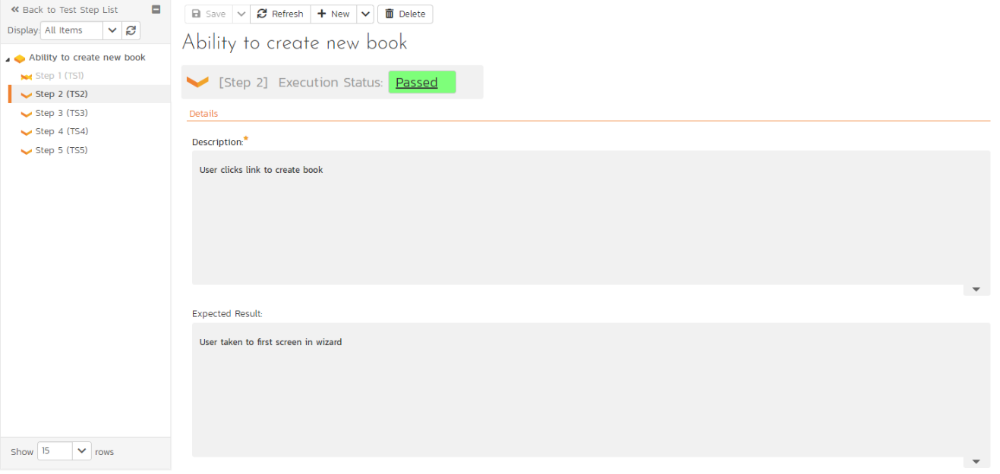 Back to Test Step List
Display: All Items
Ability to create new book
Step 1 (TS1)
Step 2 (TS2)
Step 3 (TS3)
Step 4 (TS4)
Step 5 (TS5)
Show 15 rows
Save Refresh + New Delete
Ability to create new book
[Step 2] Execution Status: Passed
Details
Description:*
User clicks link to create book
Expected Result:
User taken to first screen in wizard